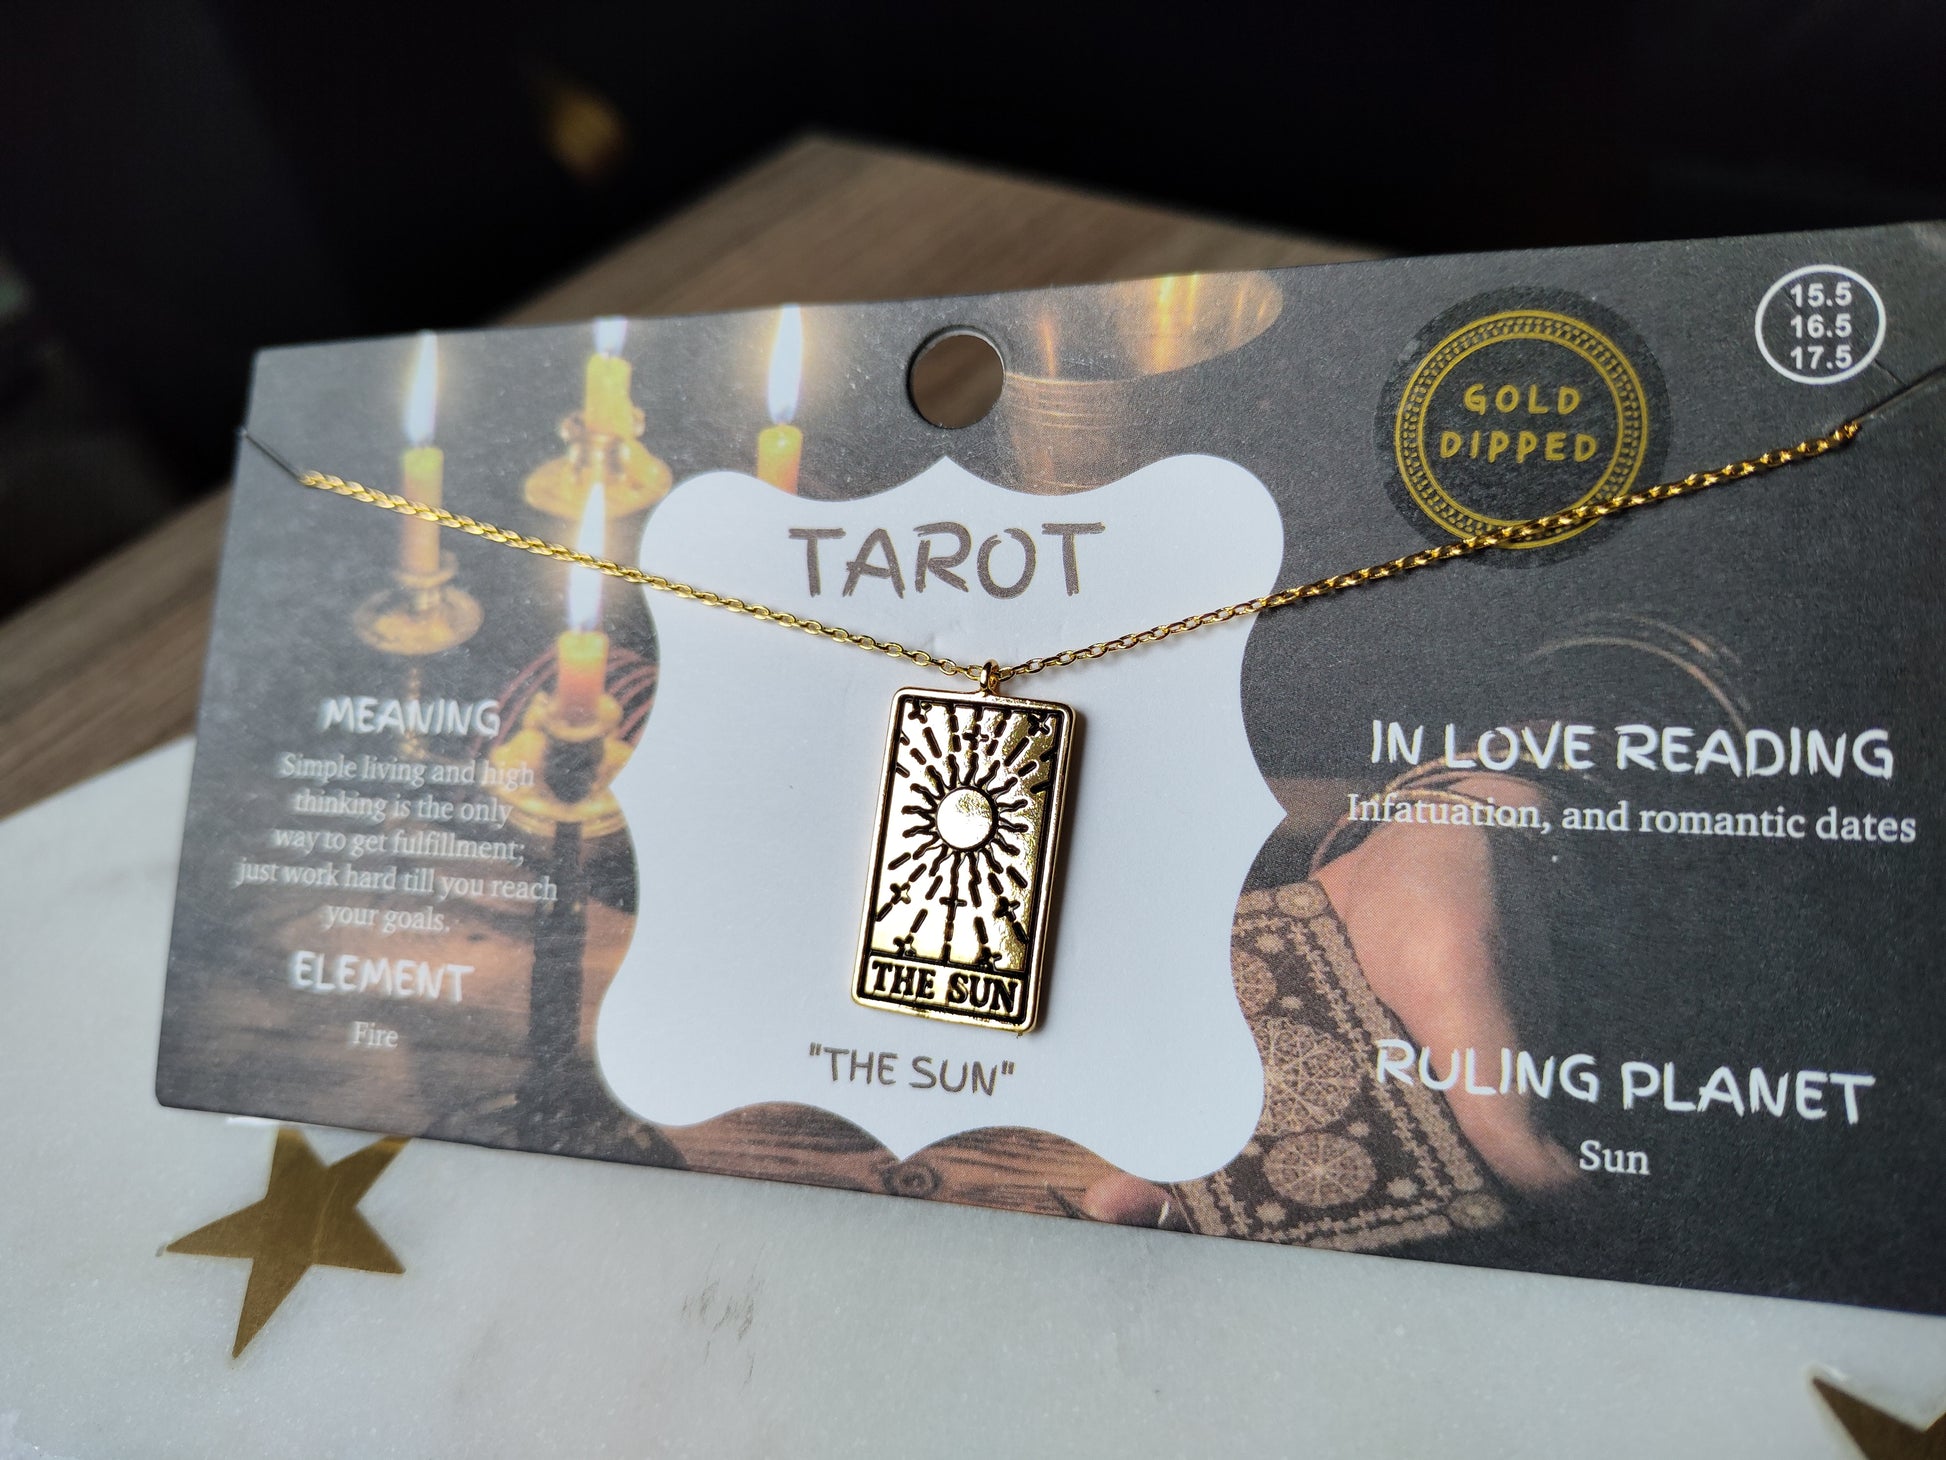 15.5
16.5
17.5
GOLD
DIPPED
TAROT
MEANING
Simple living and high
thinking is the only
way to get fulfillment;
just work hard till you reach
your goals.
ELEMENT
Fire
THE SUN
"THE SUN"
IN LOVE READING
Infatuation, and romantic dates
RULING PLANET
Sun